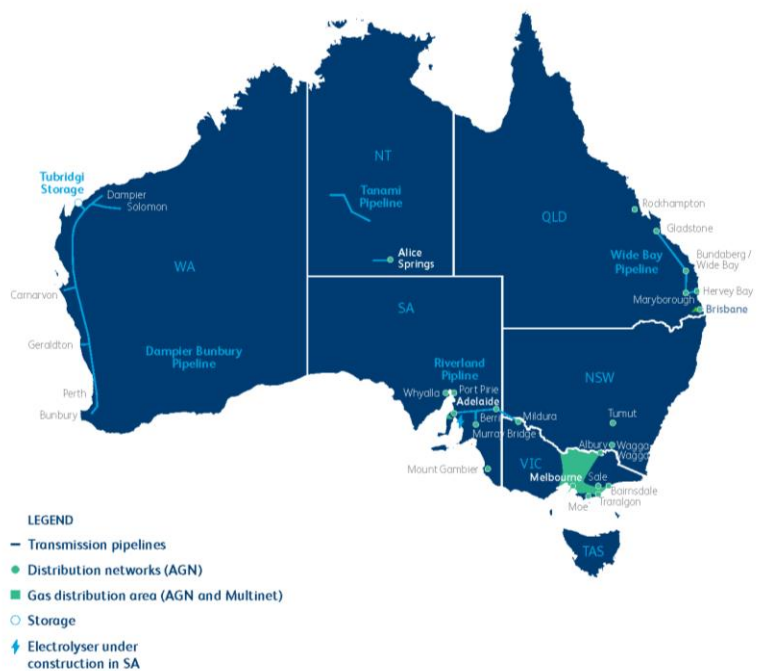 NT
Tubridgi
Storage
Dampier
Solomon
Tanami
Pipeline
Rockhampton
QLD
Gladstone
Alice
Springs
Wide Bay
Pipeline
Bundaberg /
Wide Bay
WA
Carnarvon
Hervey Bay
Maryborough
Brisbane
SA
Geraldton
Dampier Bunbury
Pipeline
Riverland
Pipline
NSW
Perth
Whyalla
Port Pirie
Adelaide
Bunbury
Berri
Mildura
Tumut
Murray Bridge
Albury
Wagga
Wagga
Mount Gambier
VIC
Melbourne
Sale
Bairnsdale
Moe
Traralgon
TAS
LEGEND
Transmission pipelines
Distribution networks (AGN)
Gas distribution area (AGN and Multinet)
Storage
Electrolyser under
construction in SA